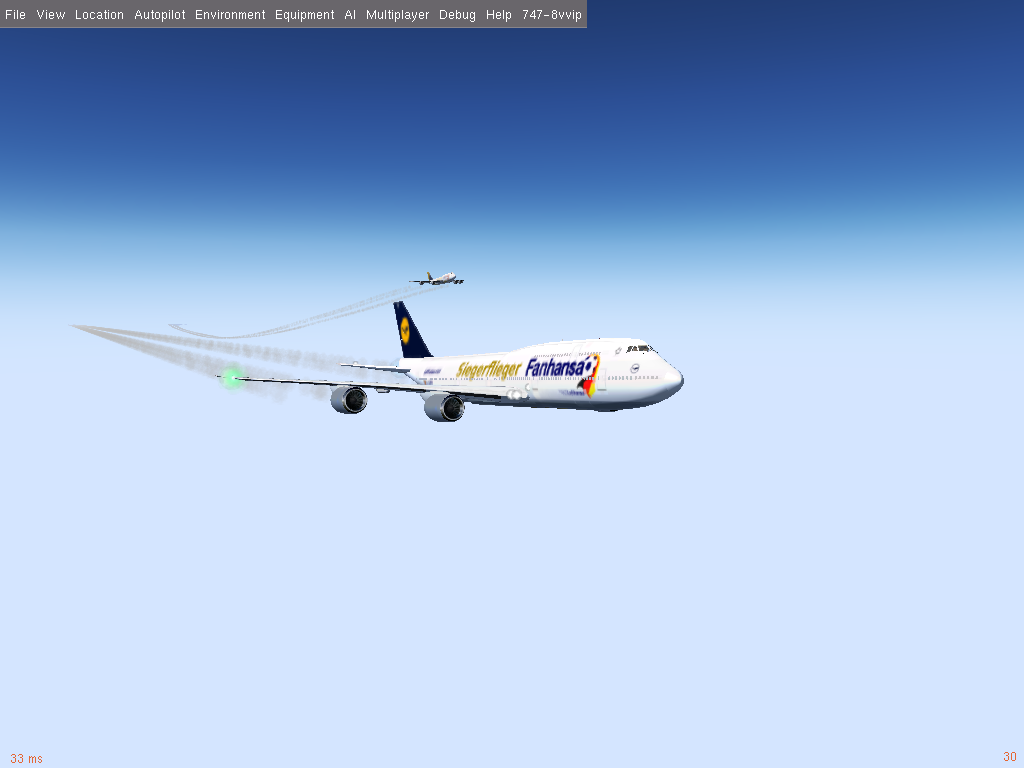 File View Location Autopilot Environment Equipment AI Multiplayer Debug Help 747-8vvip
Siegerflieger Fanhansa
33 ms
30